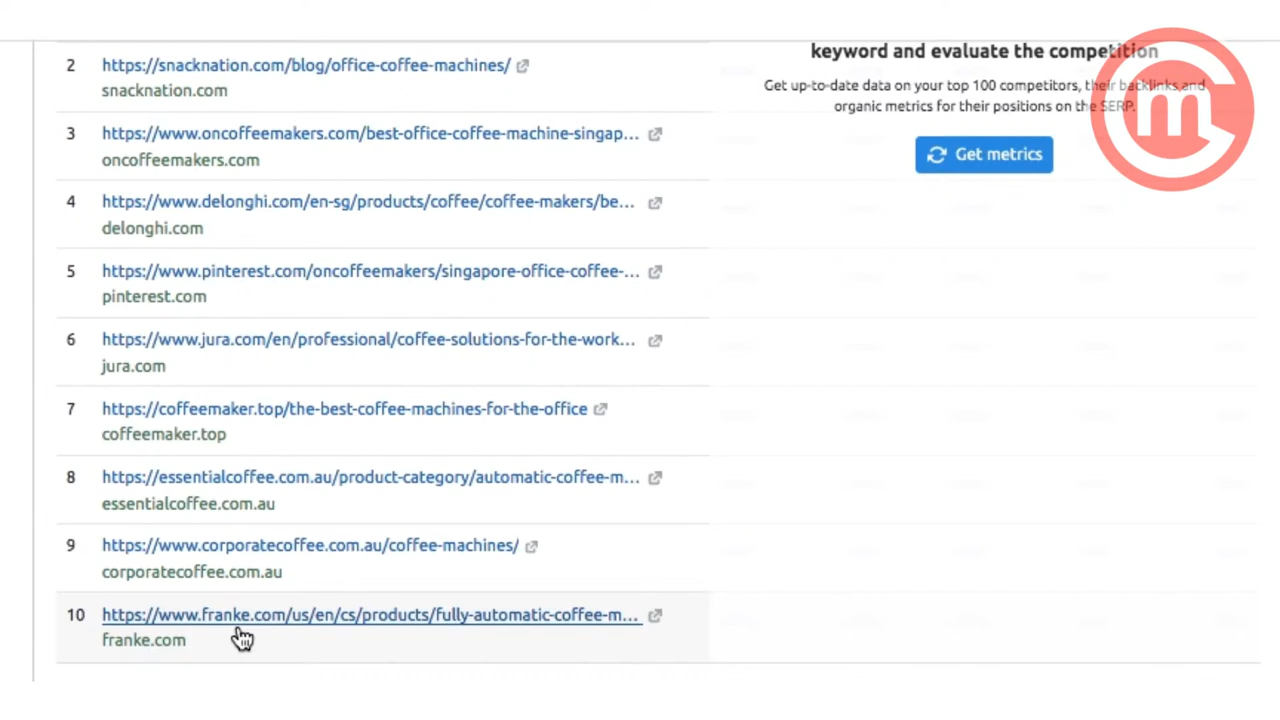 keyword and evaluate the competition
Get up-to-date data on your top 100 competitors, their backlinks and
organic metrics for their positions on the SERP.
Get metrics
2 https://snacknation.com/blog/office-coffee-machines/
snacknation.com
3 https://www.oncoffeemakers.com/best-office-coffee-machine-singap...
oncoffeemakers.com
4 https://www.delonghi.com/en-sg/products/coffee/coffee-makers/be...
delonghi.com
5 https://www.pinterest.com/oncoffeemakers/singapore-office-coffee-...
pinterest.com
6 https://www.jura.com/en/professional/coffee-solutions-for-the-work...
jura.com
7 https://coffeemaker.top/the-best-coffee-machines-for-the-office
coffeemaker.top
8 https://essentialcoffee.com.au/product-category/automatic-coffee-m...
essentialcoffee.com.au
9 https://www.corporatecoffee.com.au/coffee-machines/
corporatecoffee.com.au
10 https://www.franke.com/us/en/cs/products/fully-automatic-coffee-m...
franke.com